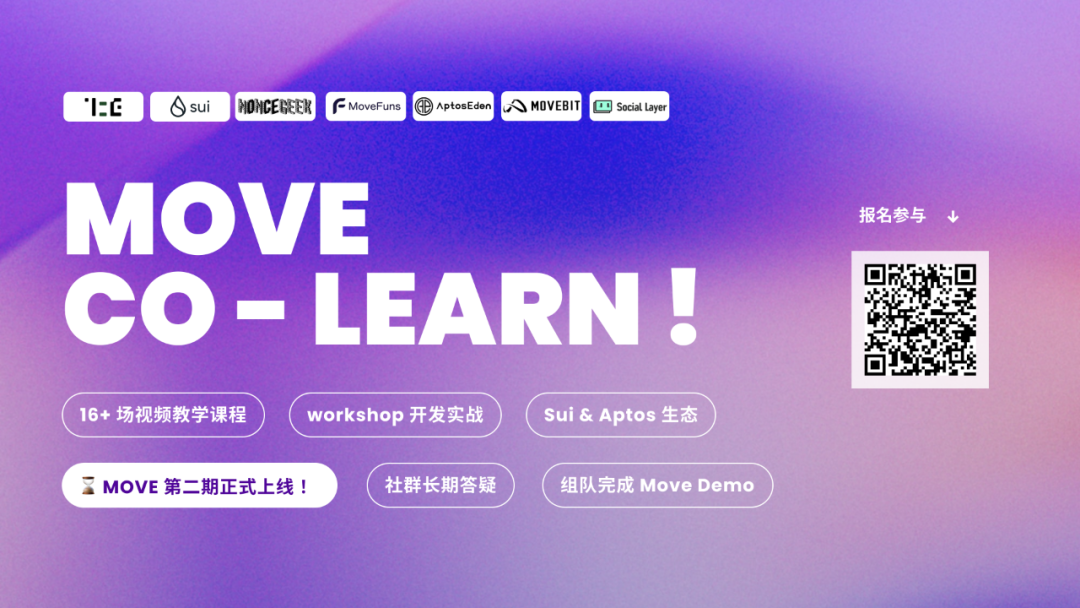 sui
NONCEGEEK
MoveFuns
AptosEden
MOVEBIT
Social Layer
MOVE
CO - LEARN !
报名参与 ↓
16+ 场视频教学课程
workshop 开发实战
Sui & Aptos 生态
⌛ MOVE 第二期正式上线！
社群长期答疑
组队完成 Move Demo